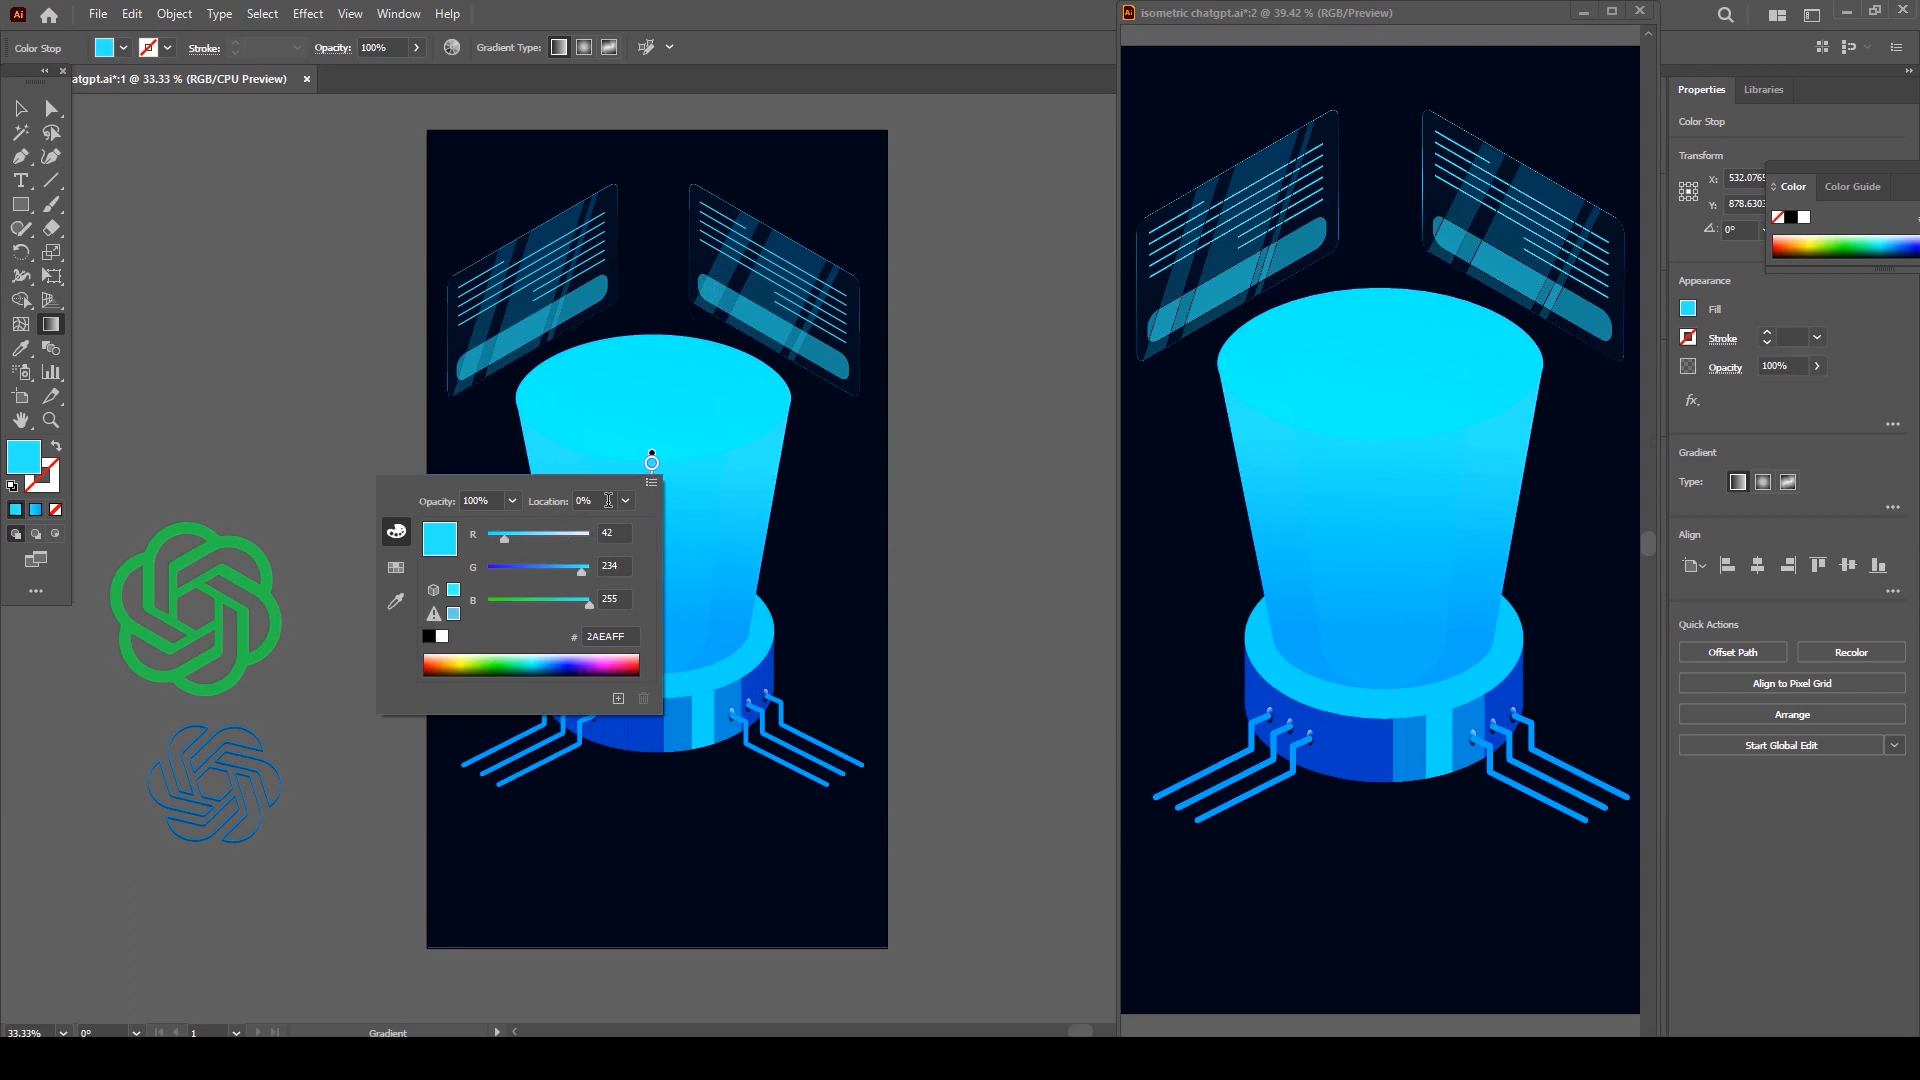 File Edit Object Type Select Effect View Window Help
isometric chatgpt.ai*:2 @ 39.42 % (RGB/Preview)
Color Stop Stroke: Opacity: 100% Gradient Type:
atgpt.ai*:1 @ 33.33 % (RGB/CPU Preview)
Properties Libraries
Color Stop
Transform
X: 532.076
Y: 878.630
0°
Color Color Guide
Appearance
Fill
Stroke
Opacity 100%
fx.
Gradient
Type:
Align
Quick Actions
Offset Path Recolor
Align to Pixel Grid
Arrange
Start Global Edit
Opacity: 100% Location: 0%
R 42
G 234
B 255
# 2AEAFF
33.33% 0° 1 Gradient